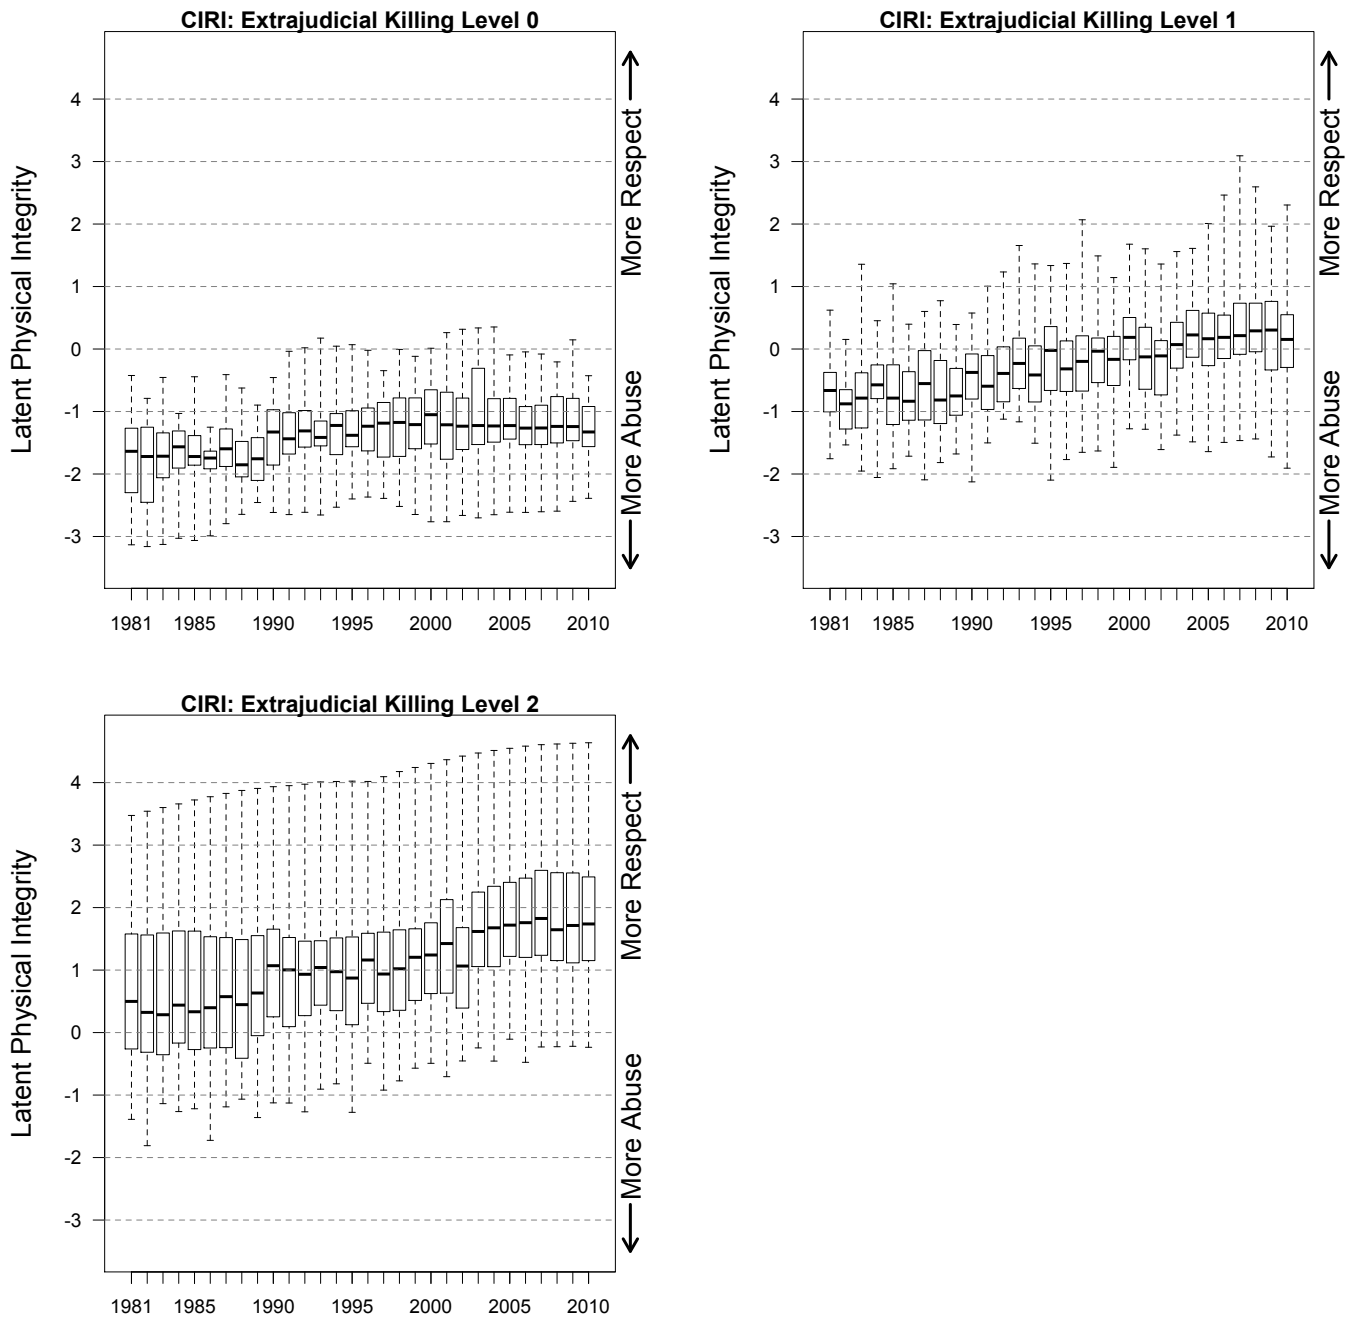 CIRI: Extrajudicial Killing Level 0
Latent Physical Integrity
4
3
2
1
0
-1
-2
-3
1981 1985 1990 1995 2000 2005 2010
More Respect
More Abuse
CIRI: Extrajudicial Killing Level 1
Latent Physical Integrity
4
3
2
1
0
-1
-2
-3
1981 1985 1990 1995 2000 2005 2010
More Respect
More Abuse
CIRI: Extrajudicial Killing Level 2
Latent Physical Integrity
4
3
2
1
0
-1
-2
-3
1981 1985 1990 1995 2000 2005 2010
More Respect
More Abuse